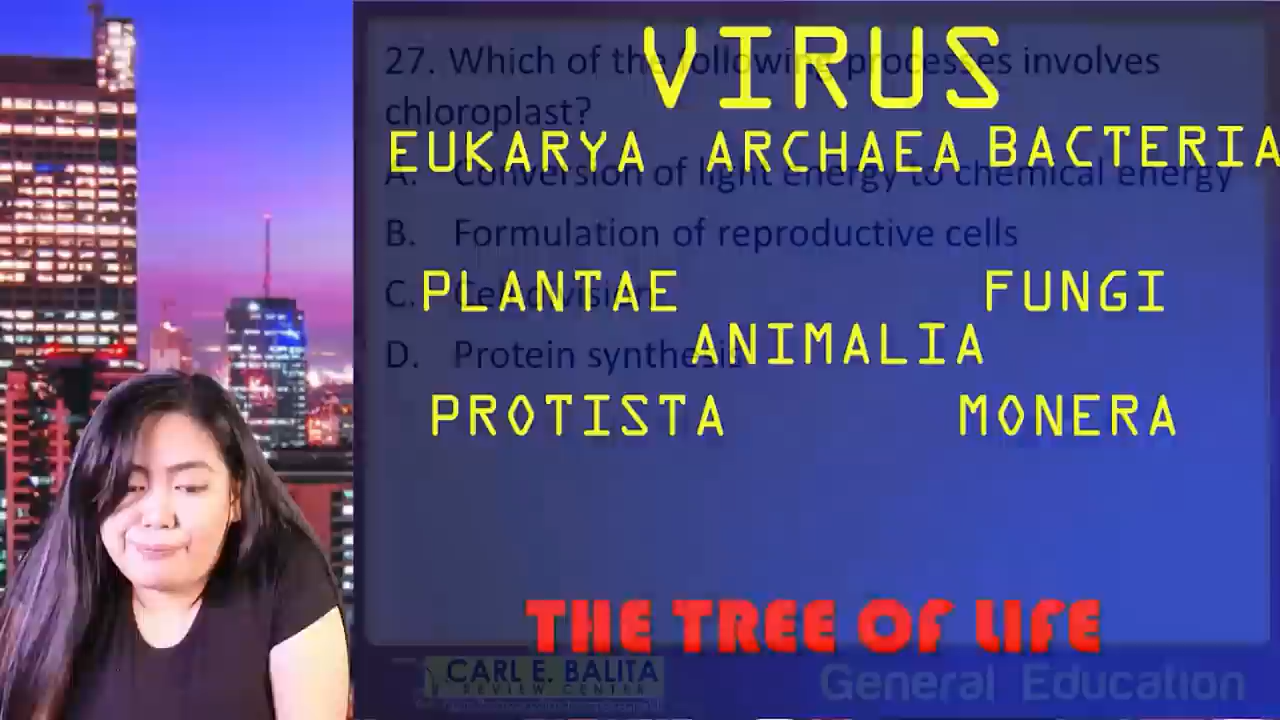 VIRUS
27. Which of the following processes involves
chloroplast?
EUKARYA ARCHAEA BACTERIA
A. Conversion of light energy to chemical energy
B. Formulation of reproductive cells
PLANTAE FUNGI
C. Cell division
ANIMALIA
D. Protein synthesis
PROTISTA MONERA
THE TREE OF LIFE
CARL E. BALITA
REVIEW CENTER
General Education